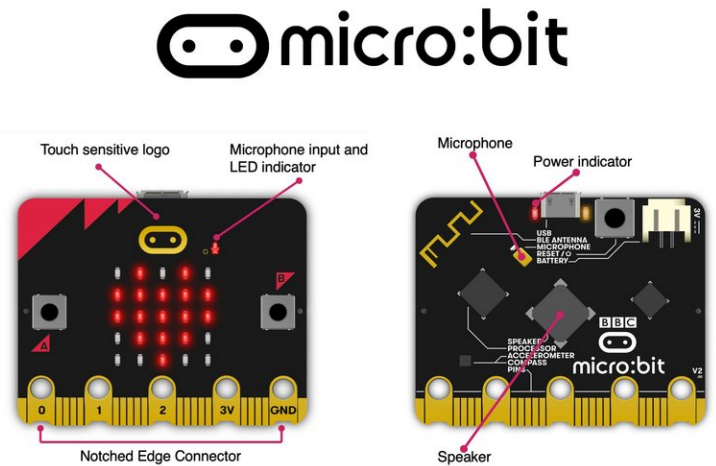 micro:bit
Touch sensitive logo
Microphone input and
LED indicator
A
B
0
1
2
3V
GND
Notched Edge Connector
Microphone
Power indicator
3V
USB
BLE ANTENNA
MICROPHONE
RESET /
BATTERY
BBC
micro:bit
SPEAKER
PROCESSOR
ACCELEROMETER
COMPASS
PINS
V2
Speaker